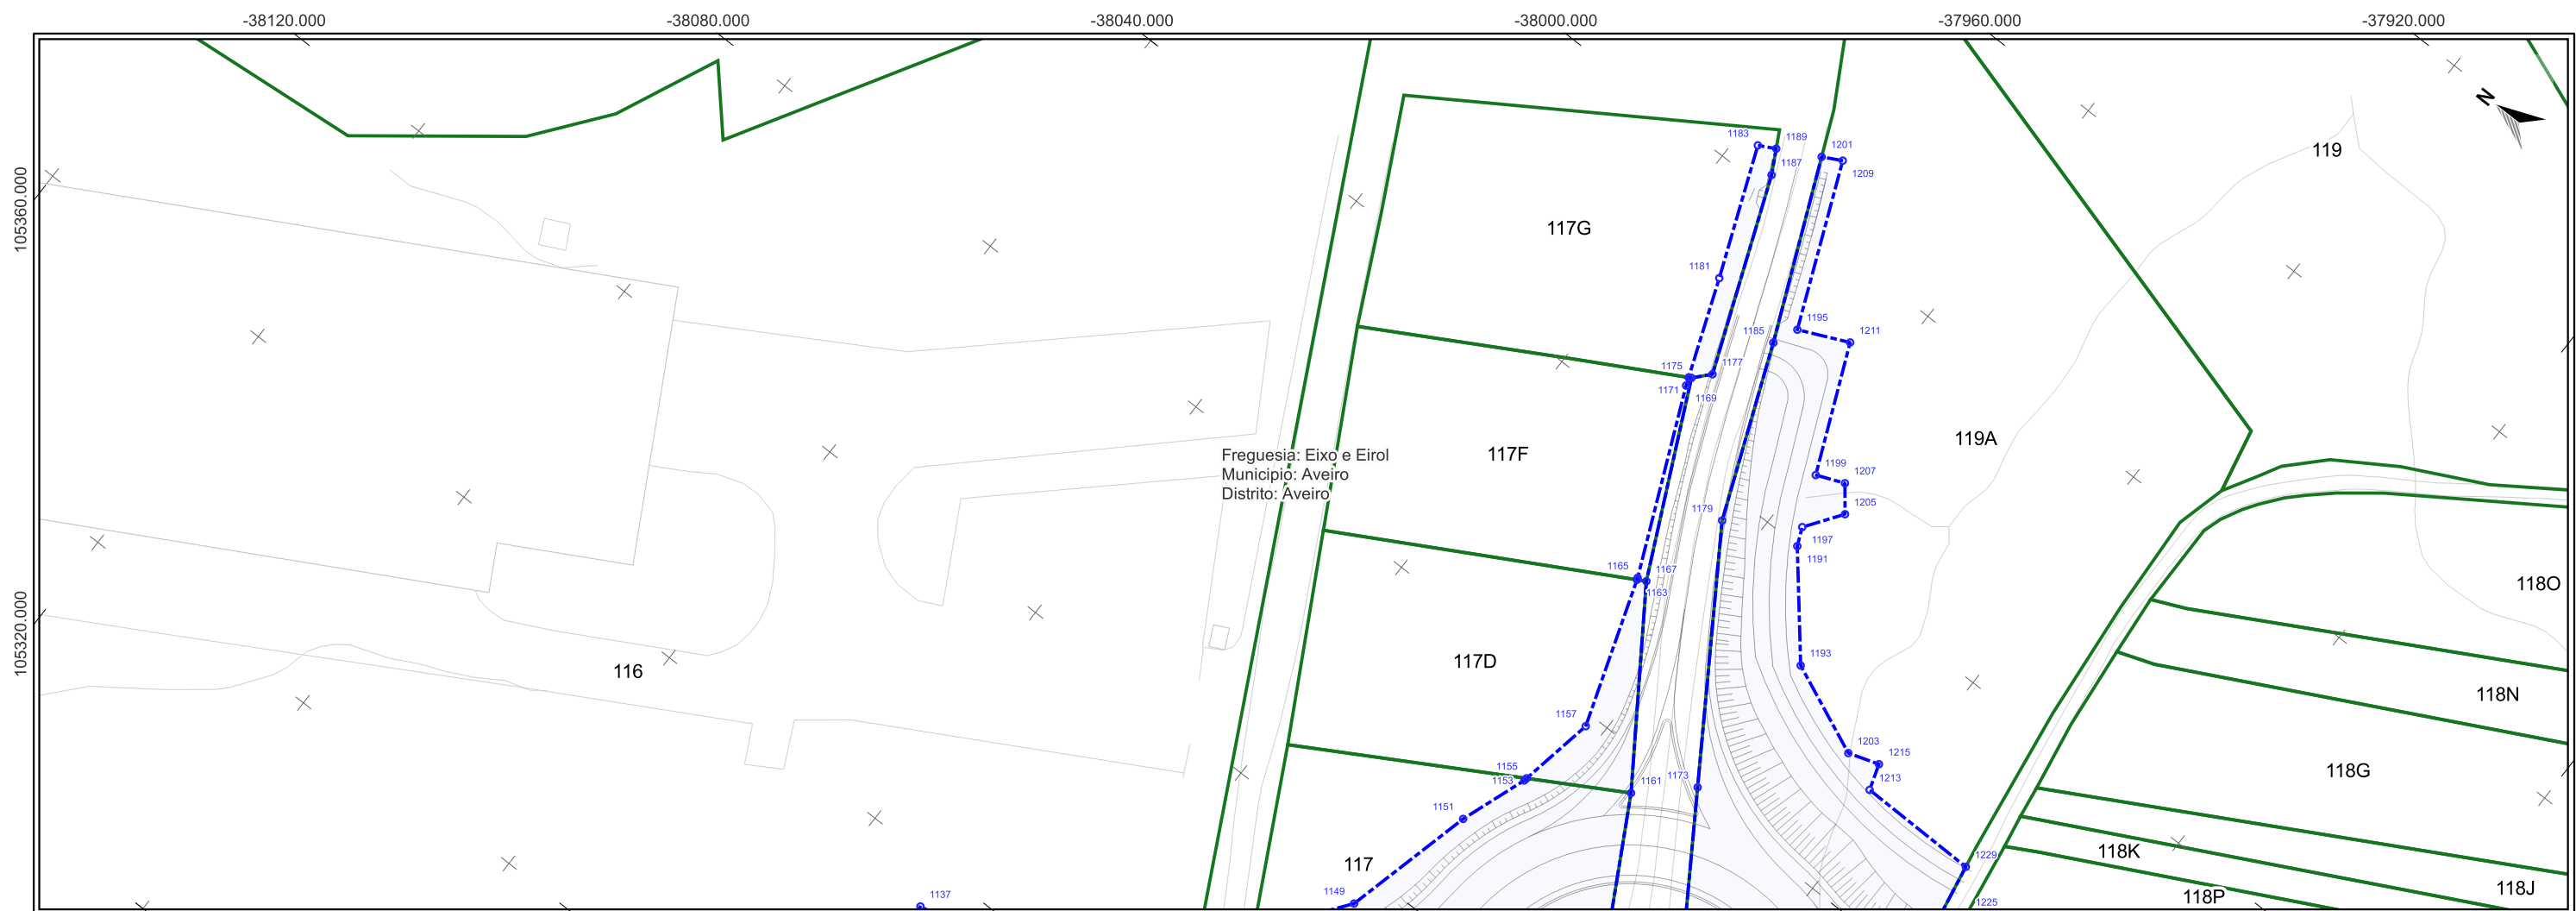 -38120.000 -38080.000 -38040.000 -38000.000 -37960.000 -37920.000
N
1183 1189 1201
119
1187 1209
105360.000
117G
1181
1185 1195 1211
1175 1177
1171 1169
119A
Freguesia: Eixo e Eirol
117F
Municipio: Aveiro
1199 1207
Distrito: Aveiro
1179 1205
1197
1191
1165 1167
118O
1163
105320.000
116 117D 1193
118N
1157
1203 1215
1155 118G
1153 1161 1173 1213
1151
117 118K 1229
118J
1137 1149 118P
1225